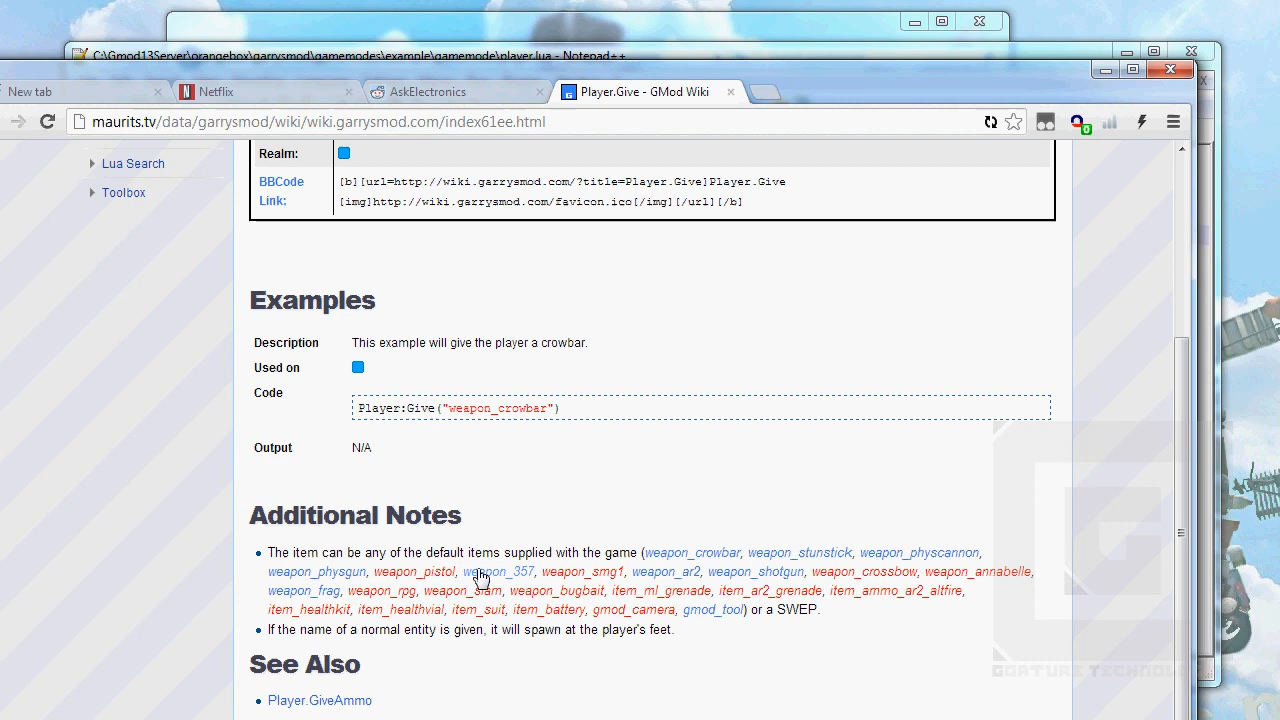 C:\Gmod13Server\orangebox\garrysmod\gamemodes\example\gamemode\player.lua - Notepad++
New tab
Netflix
AskElectronics
Player.Give - GMod Wiki
maurits.tv/data/garrysmod/wiki/wiki.garrysmod.com/index61ee.html
0
Lua Search
Toolbox
Realm:
BBCode Link:
[b][url=http://wiki.garrysmod.com/?title=Player.Give]Player.Give
[img]http://wiki.garrysmod.com/favicon.ico[/img][/url][/b]
Examples
Description This example will give the player a crowbar.
Used on
Code
Player:Give("weapon_crowbar")
Output N/A
Additional Notes
The item can be any of the default items supplied with the game (weapon_crowbar, weapon_stunstick, weapon_physcannon,
weapon_physgun, weapon_pistol, weapon_357, weapon_smg1, weapon_ar2, weapon_shotgun, weapon_crossbow, weapon_annabelle,
weapon_frag, weapon_rpg, weapon_slam, weapon_bugbait, item_ml_grenade, item_ar2_grenade, item_ammo_ar2_altfire,
item_healthkit, item_healthvial, item_suit, item_battery, gmod_camera, gmod_tool) or a SWEP.
If the name of a normal entity is given, it will spawn at the player's feet.
See Also
Player.GiveAmmo